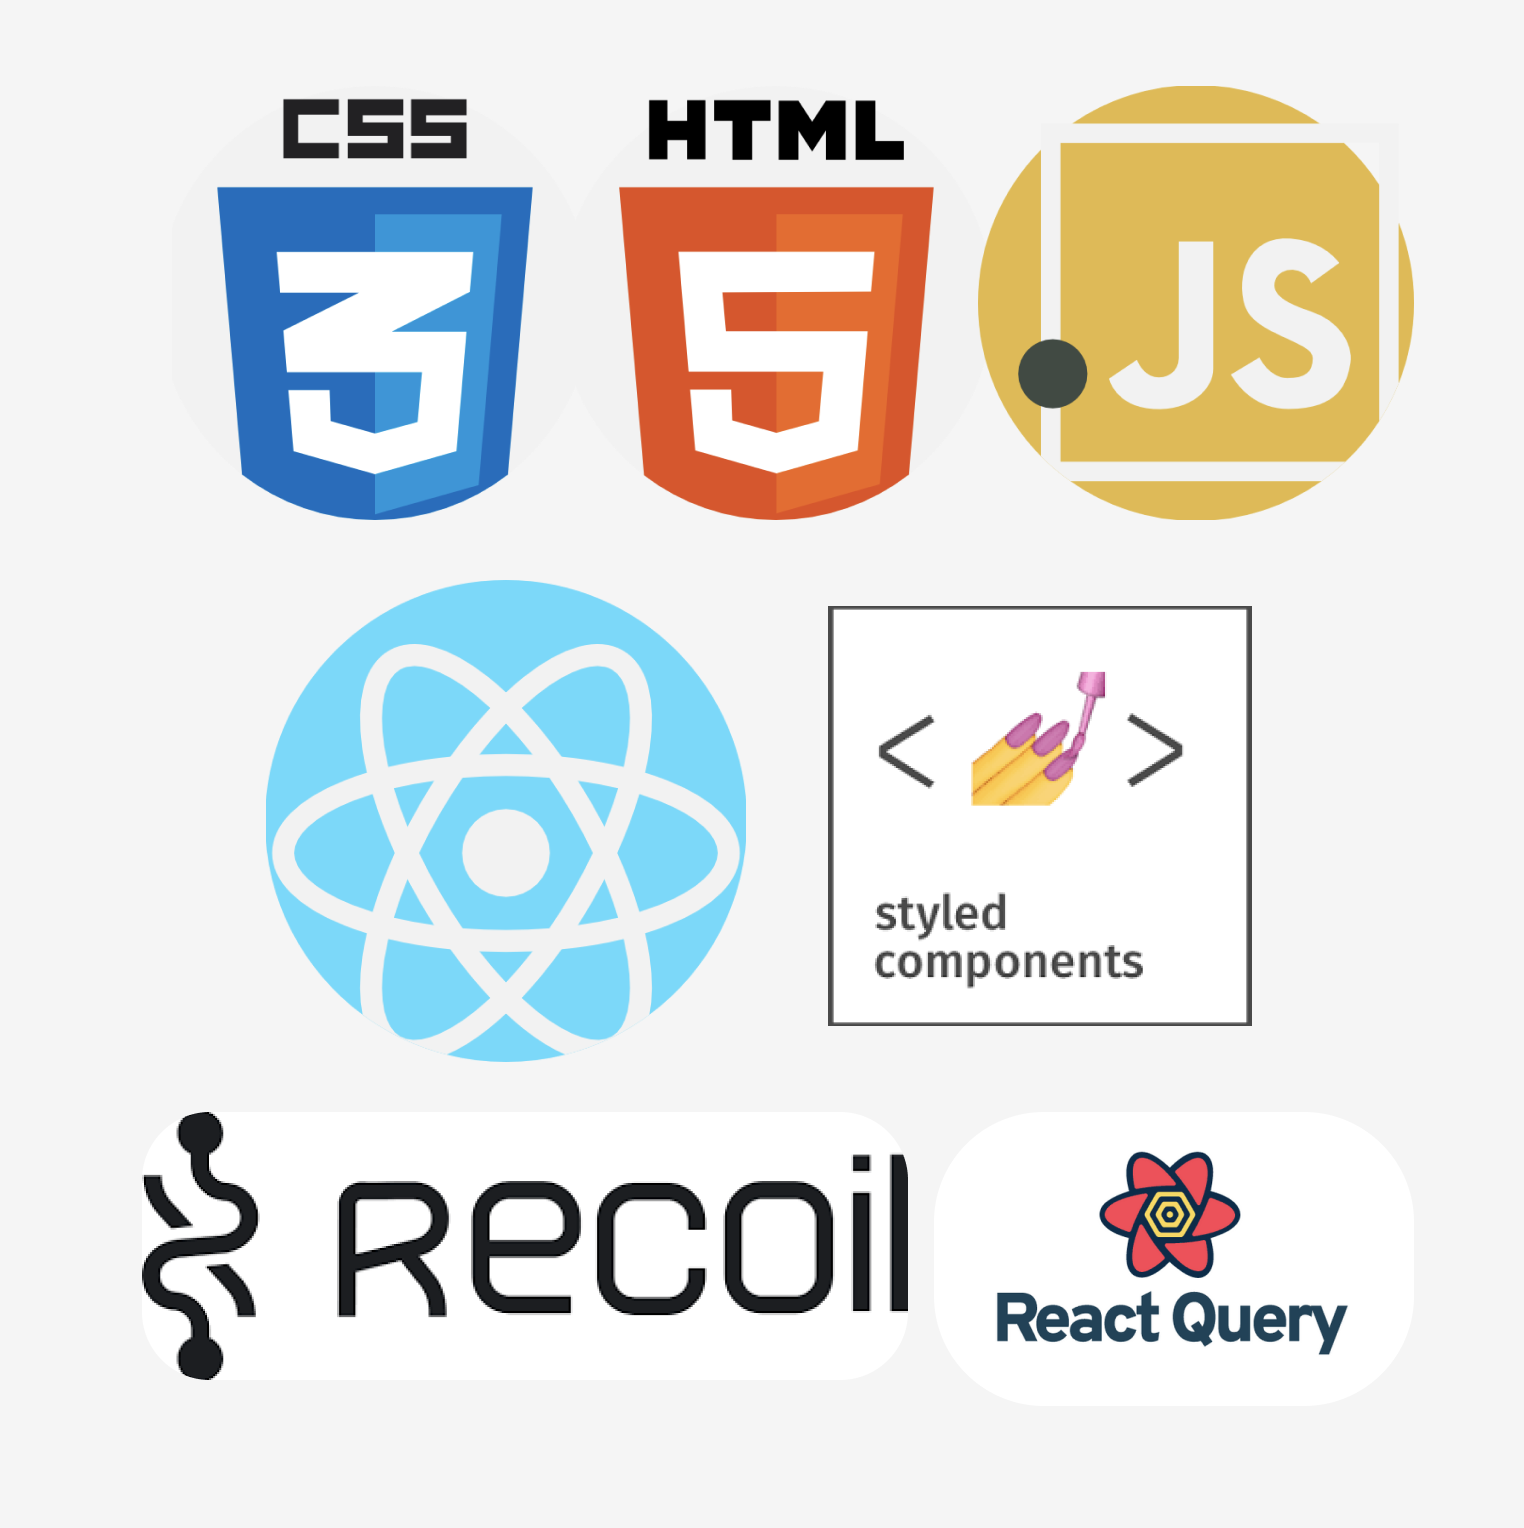 CSS
3
HTML
5
JS
< >
styled
components
Recoil
React Query